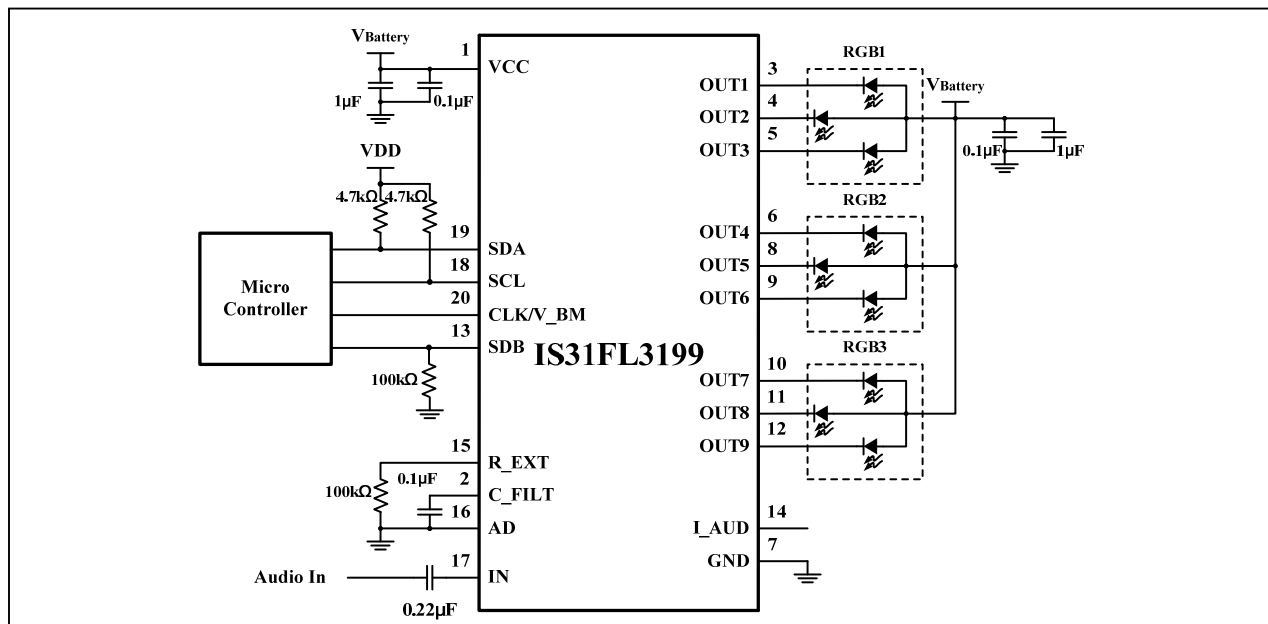 VBattery
1
VCC
1µF
0.1µF
VDD
4.7kΩ
4.7kΩ
Micro
Controller
19
SDA
18
SCL
20
CLK/V_BM
13
SDB
100kΩ
IS31FL3199
15
R_EXT
0.1µF
2
C_FILT
100kΩ
16
AD
17
Audio In
IN
0.22µF
RGB1
3
OUT1
4
OUT2
5
OUT3
VBattery
0.1µF
1µF
RGB2
6
OUT4
8
OUT5
9
OUT6
RGB3
10
OUT7
11
OUT8
12
OUT9
14
I_AUD
7
GND